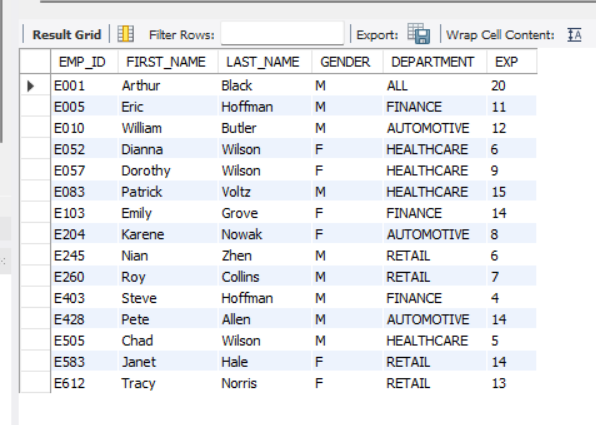 Result Grid Filter Rows: Export: Wrap Cell Content: IA
EMP_ID FIRST_NAME LAST_NAME GENDER DEPARTMENT EXP
E001 Arthur Black M ALL 20
E005 Eric Hoffman M FINANCE 11
E010 William Butler M AUTOMOTIVE 12
E052 Dianna Wilson F HEALTHCARE 6
E057 Dorothy Wilson F HEALTHCARE 9
E083 Patrick Voltz M HEALTHCARE 15
E103 Emily Grove F FINANCE 14
E204 Karene Nowak F AUTOMOTIVE 8
E245 Nian Zhen M RETAIL 6
E260 Roy Collins M RETAIL 7
E403 Steve Hoffman M FINANCE 4
E428 Pete Allen M AUTOMOTIVE 14
E505 Chad Wilson M HEALTHCARE 5
E583 Janet Hale F RETAIL 14
E612 Tracy Norris F RETAIL 13